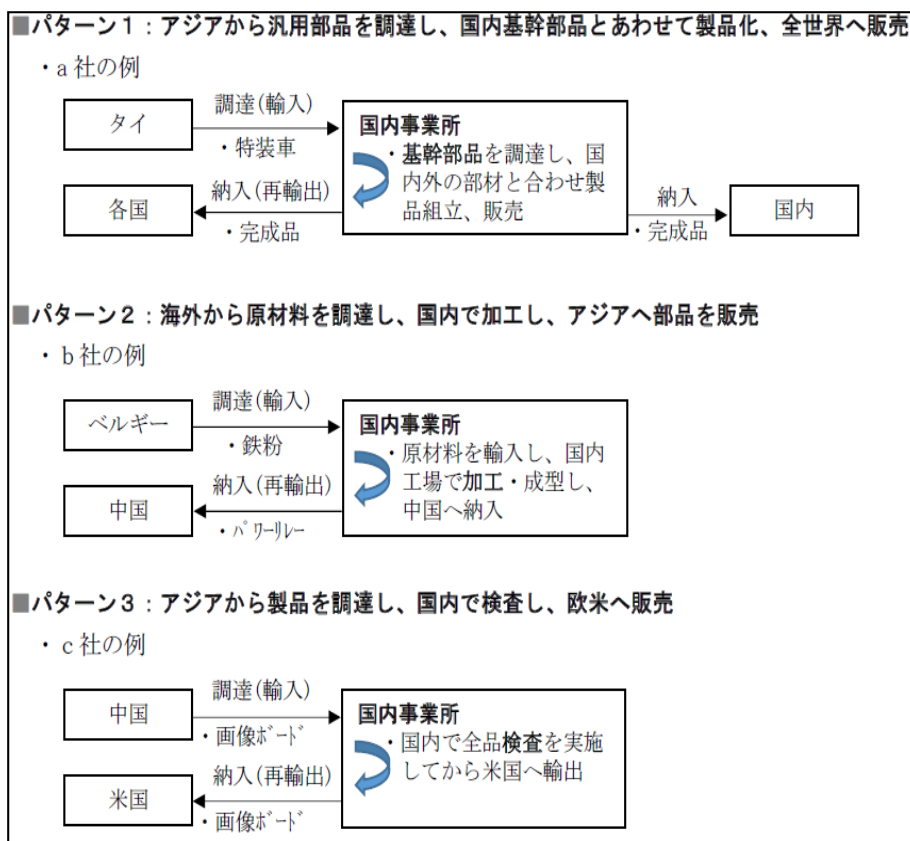 ■パターン１：アジアから汎用部品を調達し、国内基幹部品とあわせて製品化、全世界へ販売
・a社の例
タイ
調達(輸入)
・特装車
国内事業所
・基幹部品を調達し、国
内外の部材と合わせ製
品組立、販売
各国
納入(再輸出)
・完成品
納入
・完成品
国内
■パターン２：海外から原材料を調達し、国内で加工し、アジアへ部品を販売
・b社の例
ベルギー
調達(輸入)
・鉄粉
国内事業所
・原材料を輸入し、国内
工場で加工・成型し、
中国へ納入
中国
納入(再輸出)
・ﾊﾟﾜｰﾘﾚｰ
■パターン３：アジアから製品を調達し、国内で検査し、欧米へ販売
・c社の例
中国
調達(輸入)
・画像ﾎﾞｰﾄﾞ
国内事業所
・国内で全品検査を実施
してから米国へ輸出
米国
納入(再輸出)
・画像ﾎﾞｰﾄﾞ